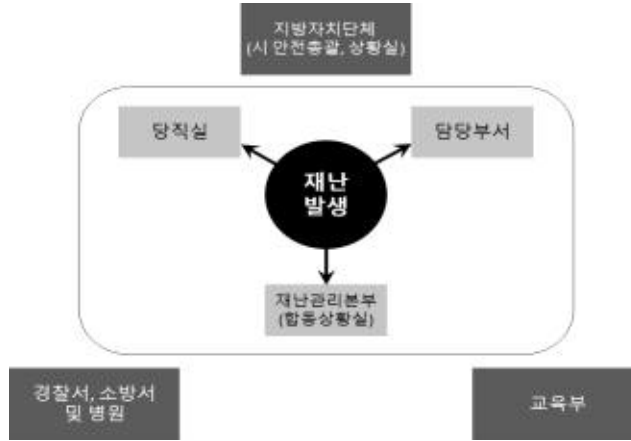 지방자치단체
(시 안전총괄, 상황실)
당직실
담당부서
재난
발생
재난관리본부
(합동상황실)
경찰서, 소방서
및 병원
교육부